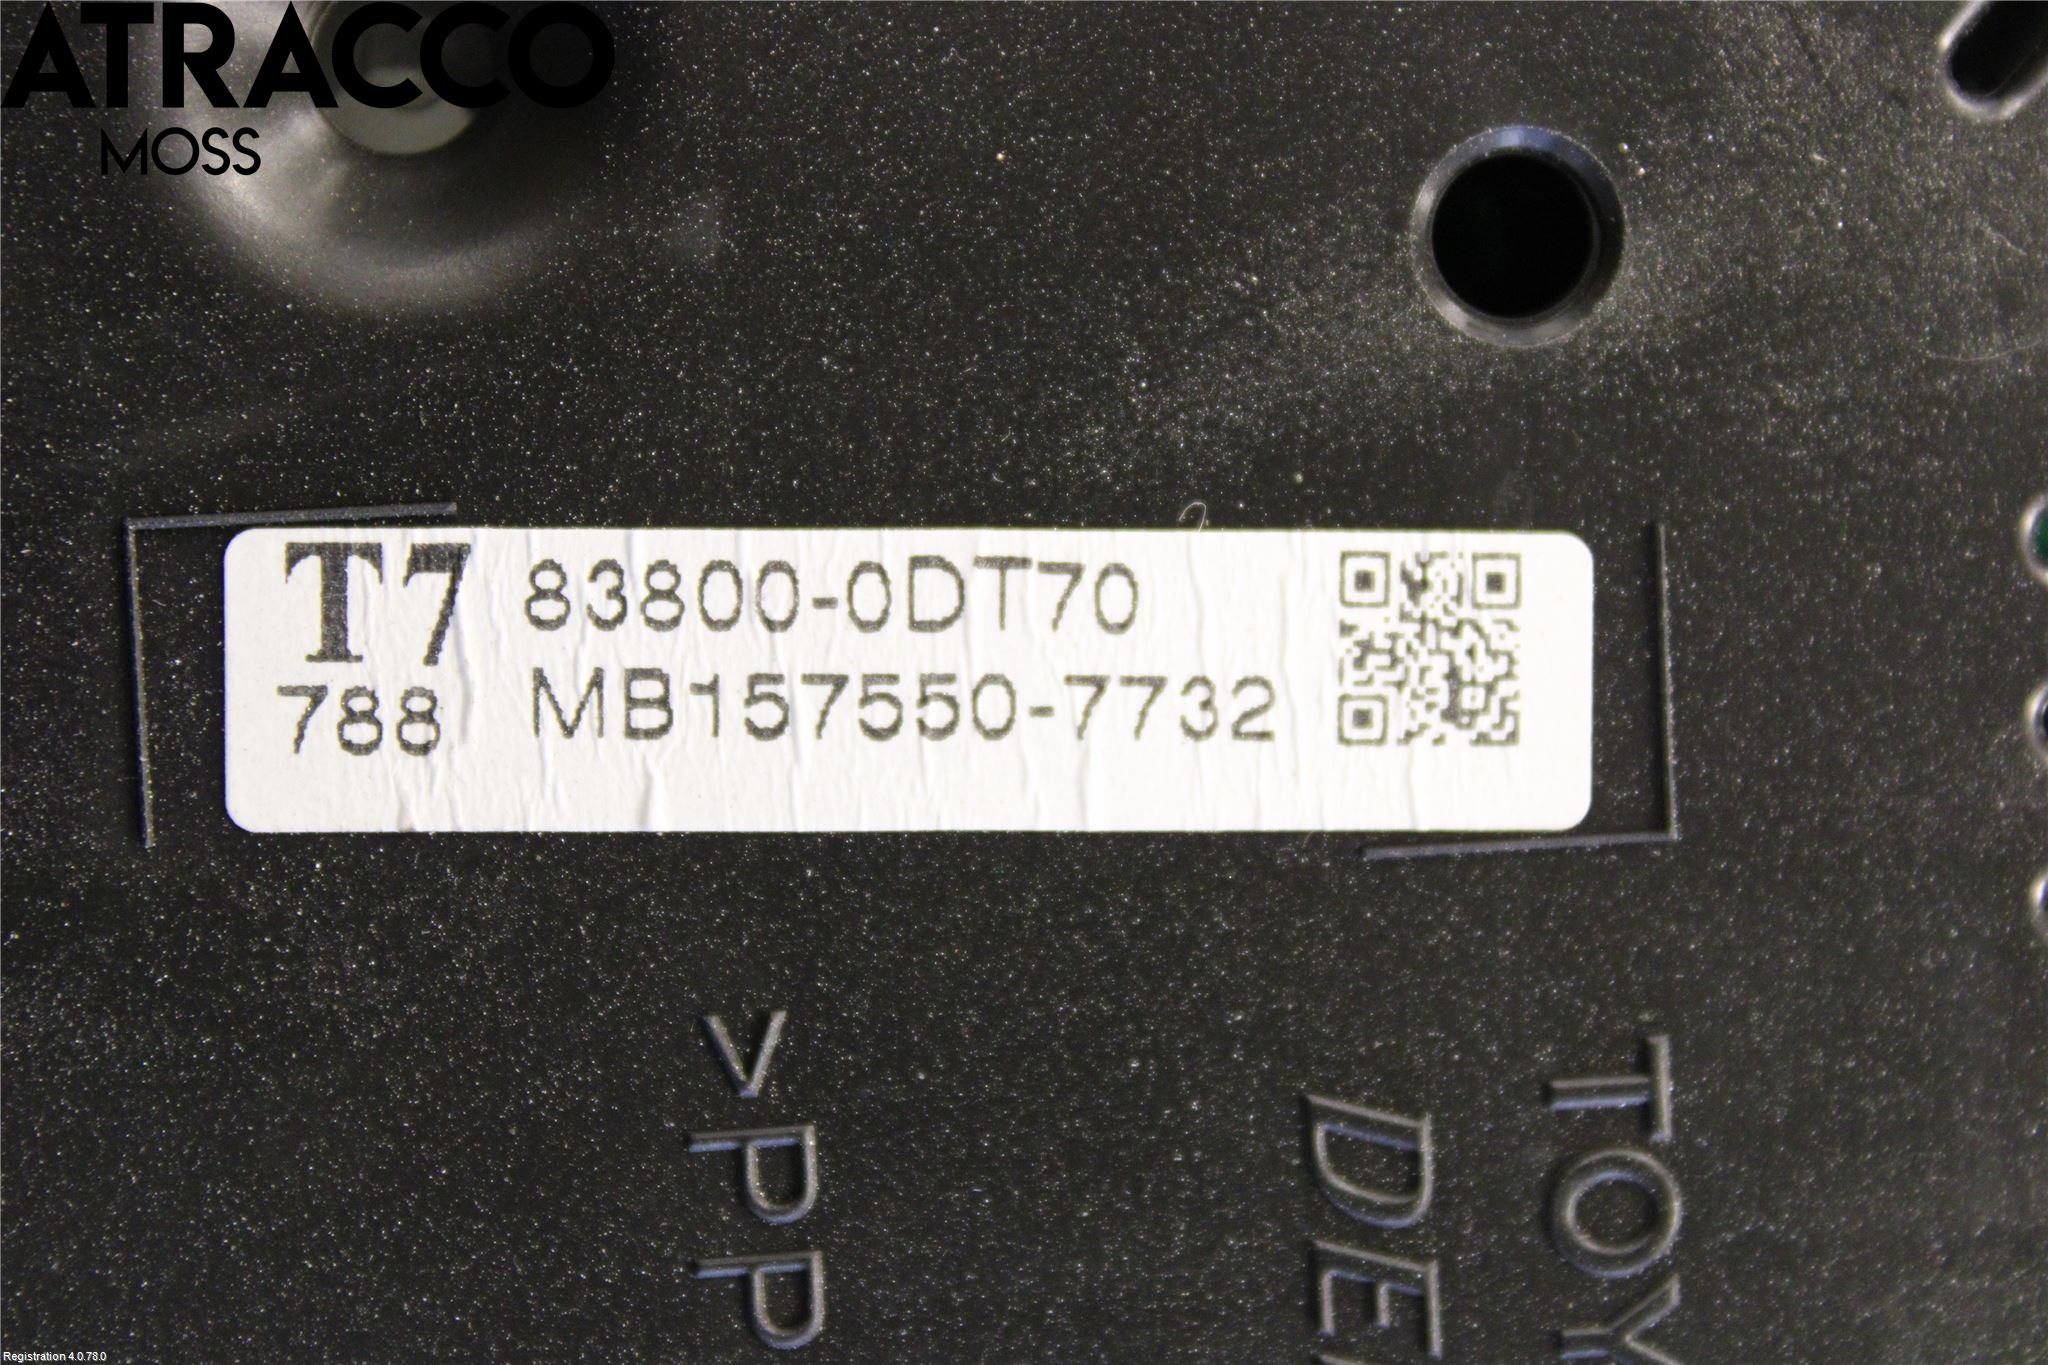 ATRACCO
MOSS
T7 83800-0DT70
788 MB157550-7732
>PP
DE
TOY
Registration 4.0.78.0